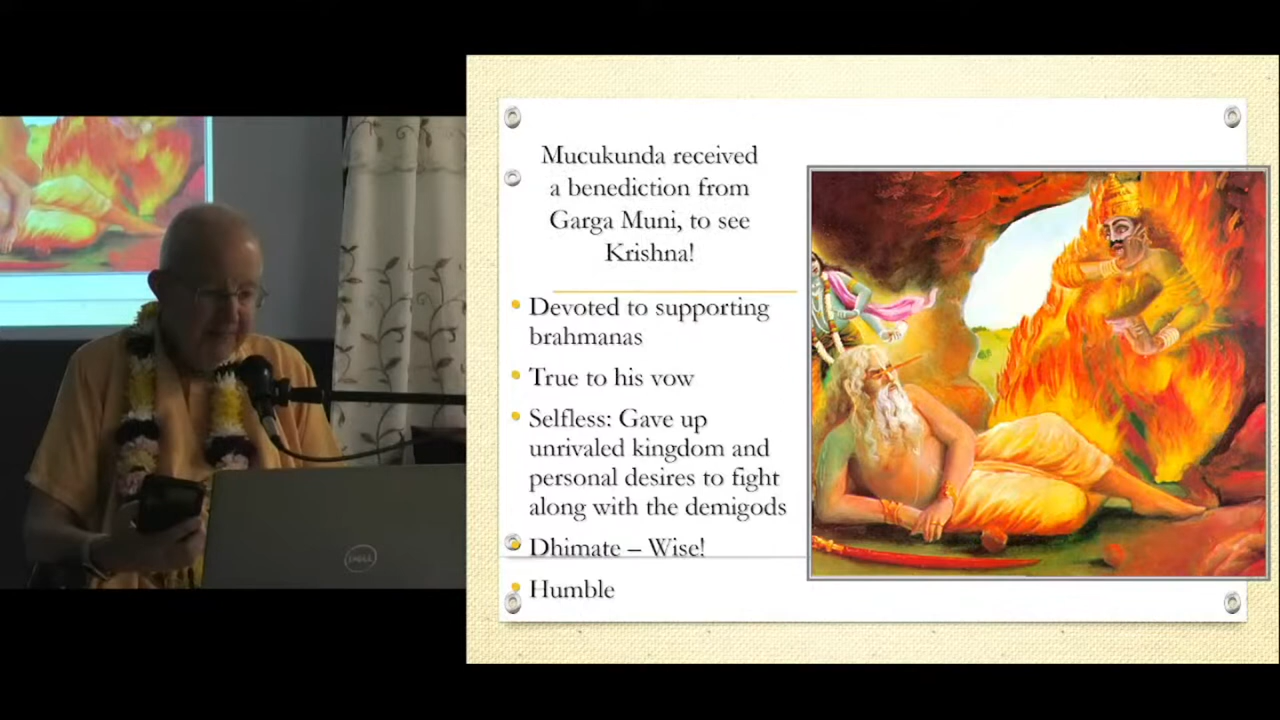 Mucukunda received
a benediction from
Garga Muni, to see
Krishna!
• Devoted to supporting
brahmanas
• True to his vow
• Selfless: Gave up
unrivaled kingdom and
personal desires to fight
along with the demigods
• Dhimate – Wise!
• Humble
DELL